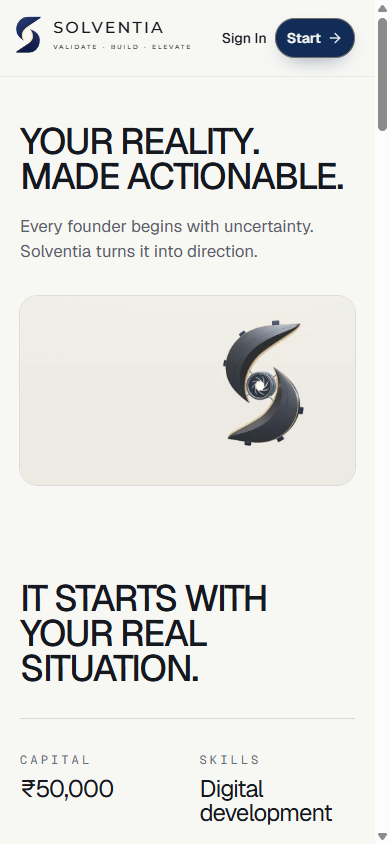 SOLVENTIA
VALIDATE · BUILD · ELEVATE
Sign In
Start →
YOUR REALITY.
MADE ACTIONABLE.
Every founder begins with uncertainty.
Solventia turns it into direction.
IT STARTS WITH
YOUR REAL
SITUATION.
CAPITAL
₹50,000
SKILLS
Digital
development